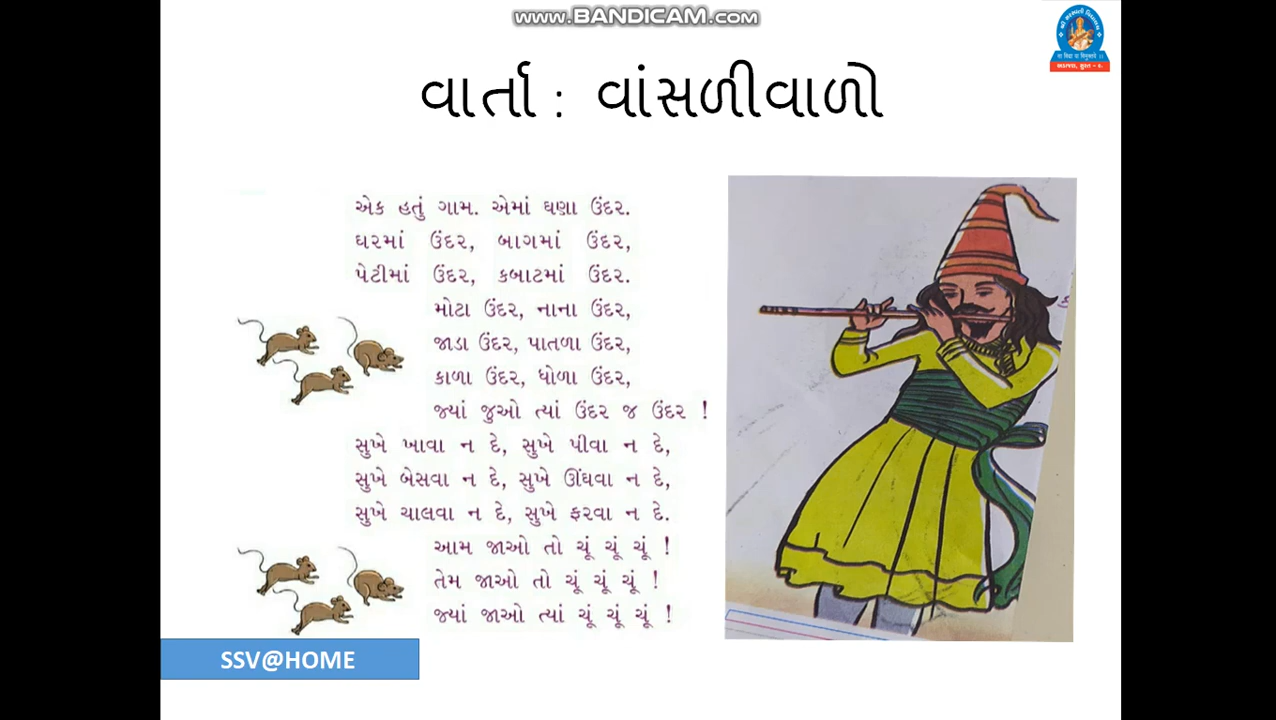 www.BANDICAM.com
વાર્તા : વાંસળીવાળો
એક હતું ગામ. એમાં ઘણા ઉંદર.
ઘરમાં ઉંદર, બાગમાં ઉંદર,
પેટીમાં ઉંદર, કબાટમાં ઉંદર.
મોટા ઉંદર, નાના ઉંદર,
જાડા ઉંદર, પાતળા ઉંદર,
કાળા ઉંદર, ધોળા ઉંદર,
જ્યાં જુઓ ત્યાં ઉંદર જ ઉંદર !
સુખે ખાવા ન દે, સુખે પીવા ન દે,
સુખે બેસવા ન દે, સુખે ઊંઘવા ન દે,
સુખે ચાલવા ન દે, સુખે ફરવા ન દે.
આમ જાઓ તો ચૂં ચૂં ચૂં !
તેમ જાઓ તો ચૂં ચૂં ચૂં !
જ્યાં જાઓ ત્યાં ચૂં ચૂં ચૂં !
SSV@HOME